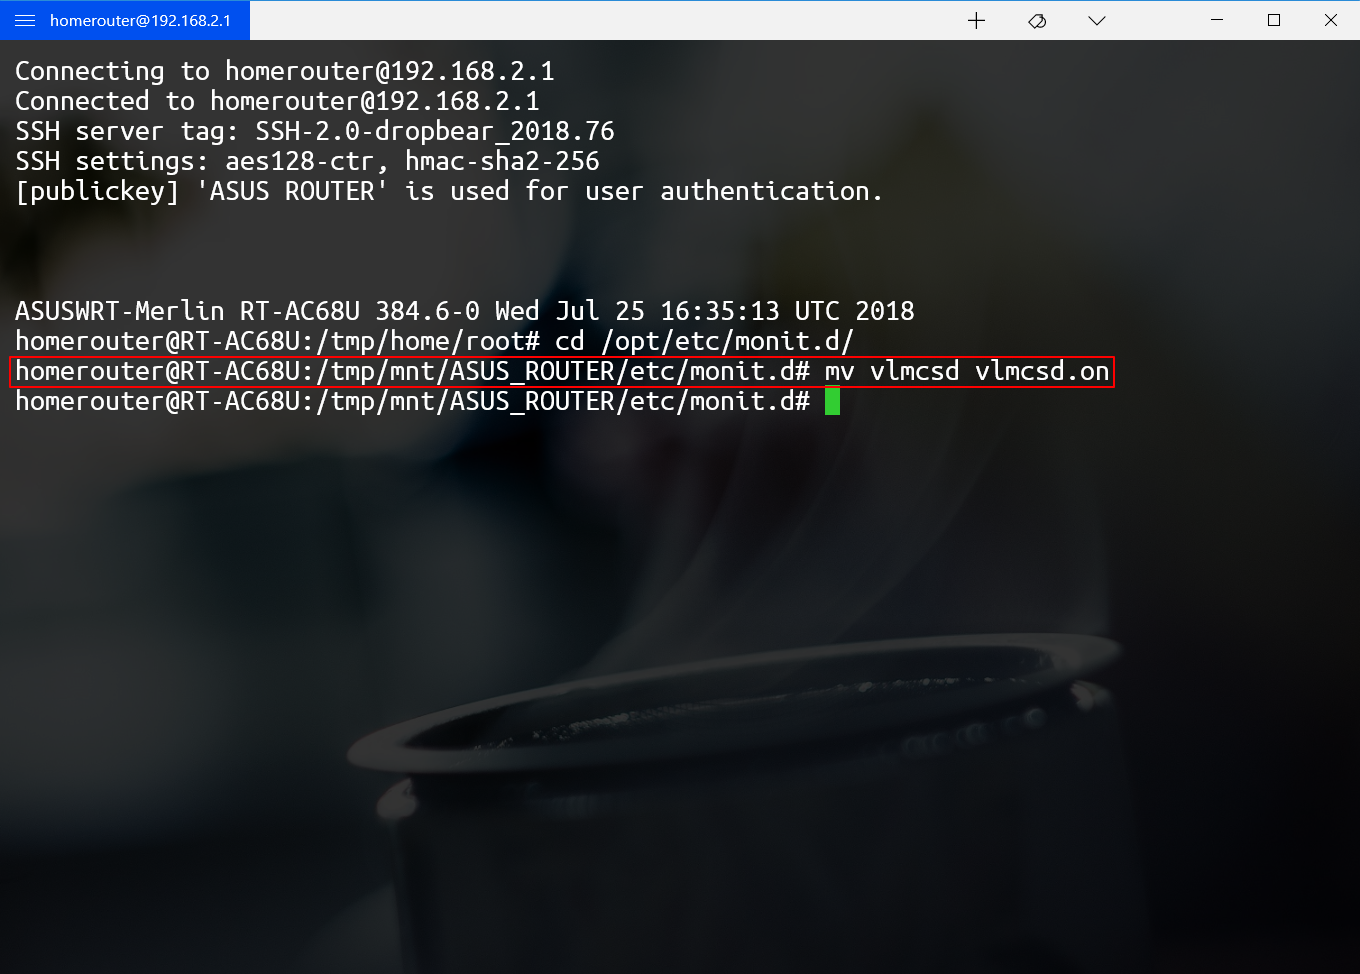 homerouter@192.168.2.1
Connecting to homerouter@192.168.2.1
Connected to homerouter@192.168.2.1
SSH server tag: SSH-2.0-dropbear_2018.76
SSH settings: aes128-ctr, hmac-sha2-256
[publickey] 'ASUS ROUTER' is used for user authentication.
ASUSWRT-Merlin RT-AC68U 384.6-0 Wed Jul 25 16:35:13 UTC 2018
homerouter@RT-AC68U:/tmp/home/root# cd /opt/etc/monit.d/
homerouter@RT-AC68U:/tmp/mnt/ASUS_ROUTER/etc/monit.d# mv vlmcsd vlmcsd.on
homerouter@RT-AC68U:/tmp/mnt/ASUS_ROUTER/etc/monit.d#